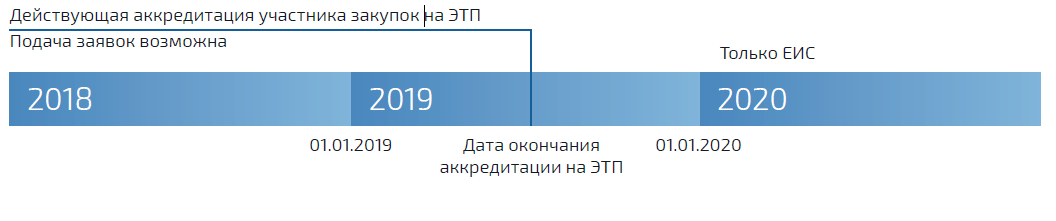 Действующая аккредитация участника закупок на ЭТП
Подача заявок возможна
Только ЕИС
2018
2019
2020
01.01.2019
Дата окончания
аккредитации на ЭТП
01.01.2020